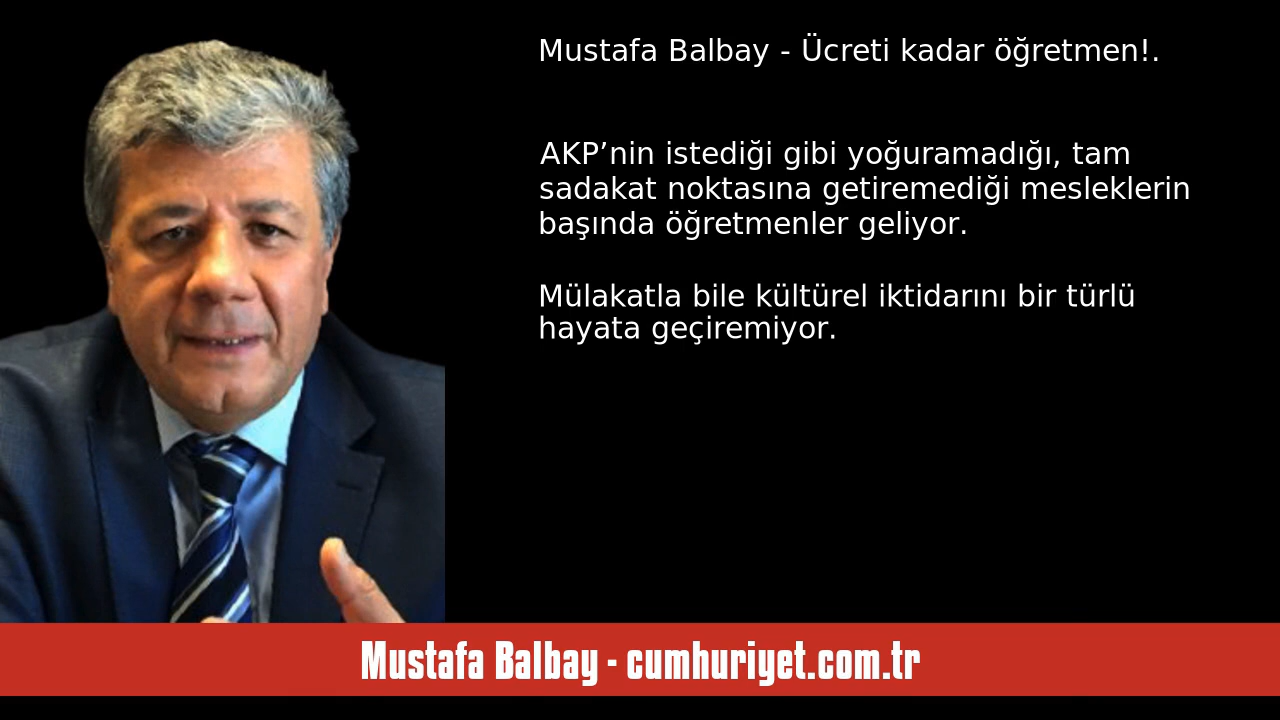 Mustafa Balbay - Ücreti kadar öğretmen!.
AKP’nin istediği gibi yoğuramadığı, tam
sadakat noktasına getiremediği mesleklerin
başında öğretmenler geliyor.
Mülakatla bile kültürel iktidarını bir türlü
hayata geçiremiyor.
Mustafa Balbay - cumhuriyet.com.tr